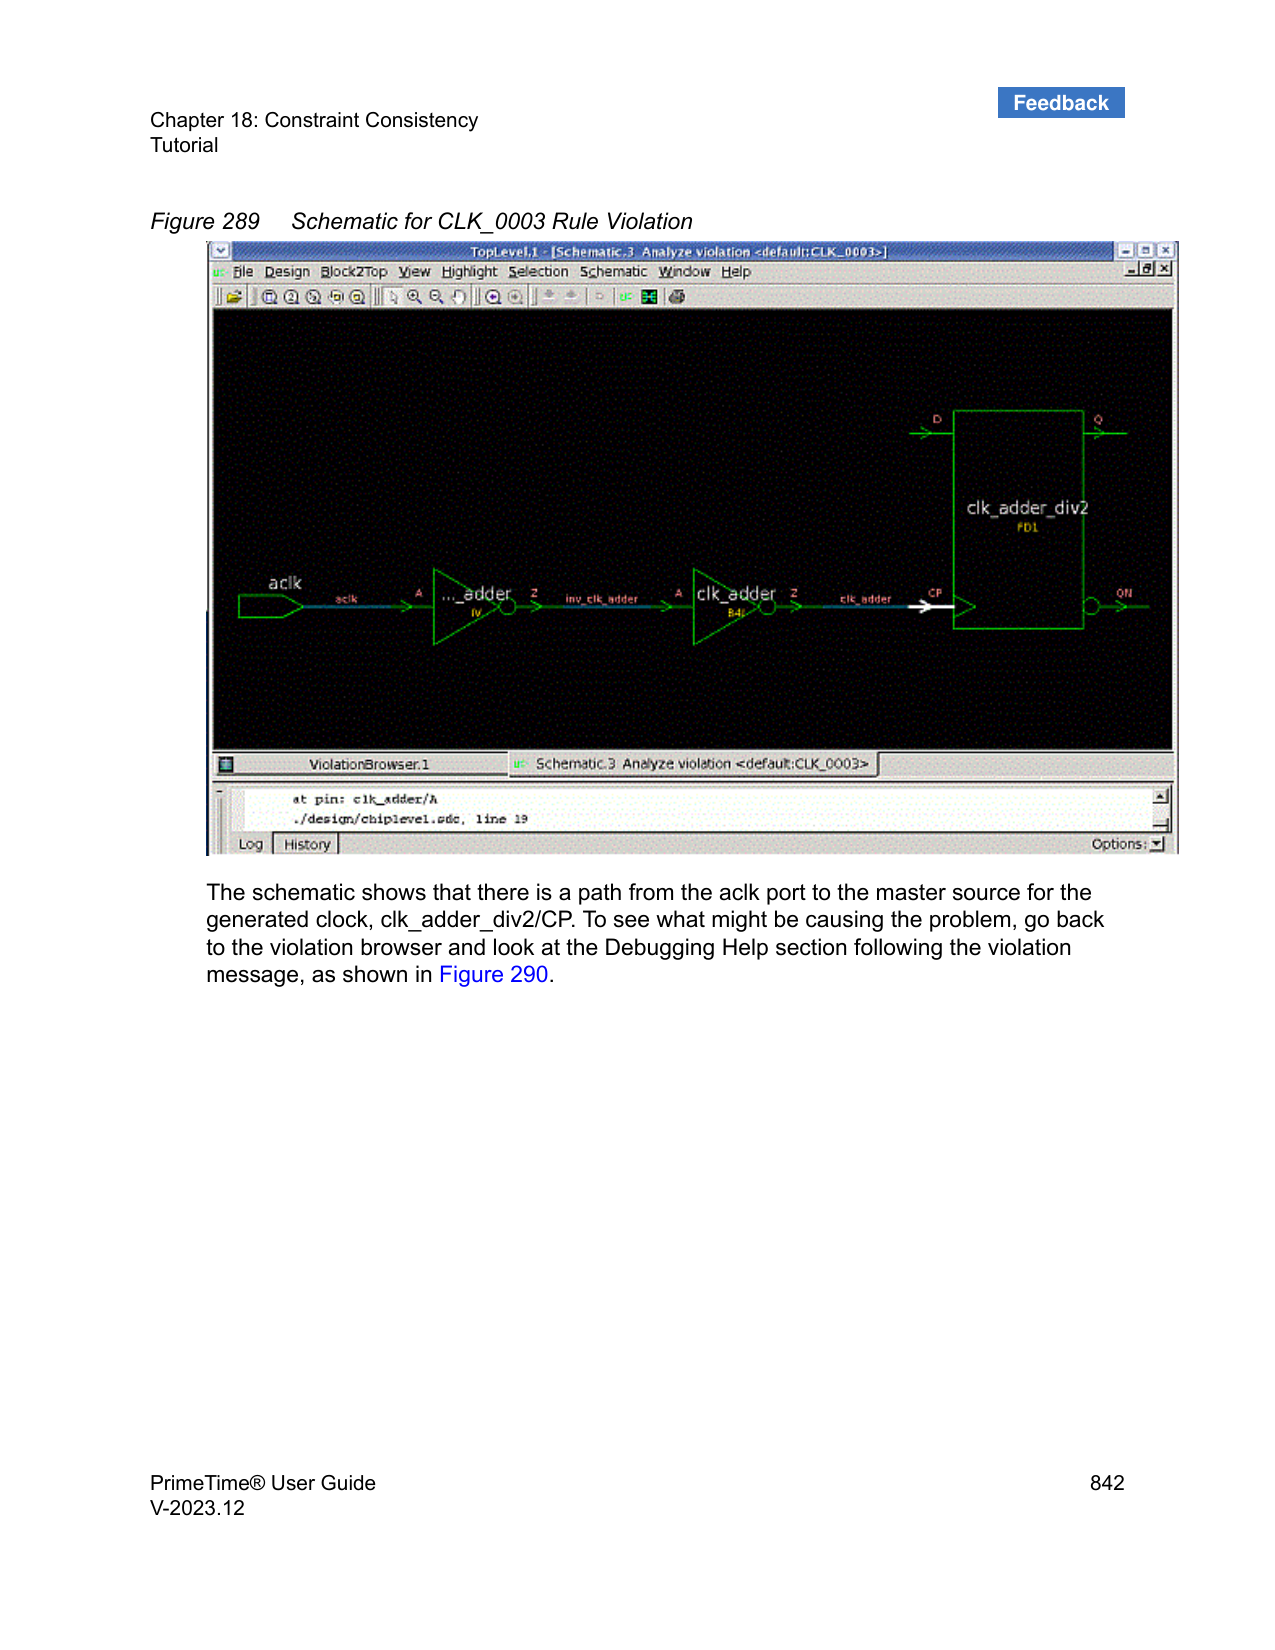 Feedback
Chapter 18: Constraint Consistency
Tutorial
Figure 289 Schematic for CLK_0003 Rule Violation
TopLevel.1 - [Schematic.3 Analyze violation <default:CLK_0003>]
File Design Block2Top View Highlight Selection Schematic Window Help
D Q
clk_adder_div2
FD1
aclk
aclk A ..._adder Z inv_clk_adder A clk_adder Z clk_adder CP QN
IV
ViolationBrowser.1 Schematic.3 Analyze violation <default:CLK_0003>
at pin: clk_adder/A
./design/chiplevel.sdc, line 19
Log History Options:
The schematic shows that there is a path from the aclk port to the master source for the
generated clock, clk_adder_div2/CP. To see what might be causing the problem, go back
to the violation browser and look at the Debugging Help section following the violation
message, as shown in Figure 290.
PrimeTime® User Guide 842
V-2023.12